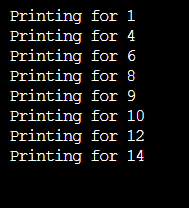 Printing for 1
Printing for 4
Printing for 6
Printing for 8
Printing for 9
Printing for 10
Printing for 12
Printing for 14